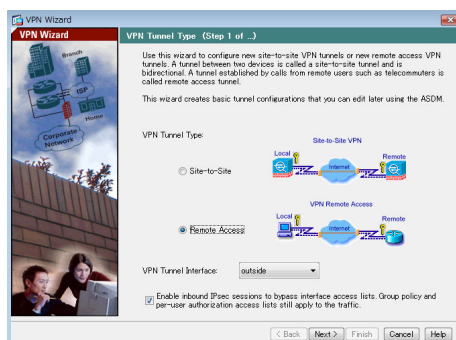 VPN Wizard
VPN Wizard
VPN Tunnel Type (Step 1 of ...)
Branch
ISP
Home
Corporate
Network
Use this wizard to configure new site-to-site VPN tunnels or new remote access VPN
tunnels. A tunnel between two devices is called a site-to-site tunnel and is
bidirectional. A tunnel established by calls from remote users such as telecommuters is
called remote access tunnel.
This wizard creates basic tunnel configurations that you can edit later using the ASDM.
VPN Tunnel Type:
Site-to-Site VPN
Local
Remote
Internet
Site-to-Site
VPN Remote Access
Local
Remote
Internet
Remote Access
VPN Tunnel Interface:
outside
Enable inbound IPsec sessions to bypass interface access lists. Group policy and
per-user authorization access lists still apply to the traffic.
< Back
Next >
Finish
Cancel
Help